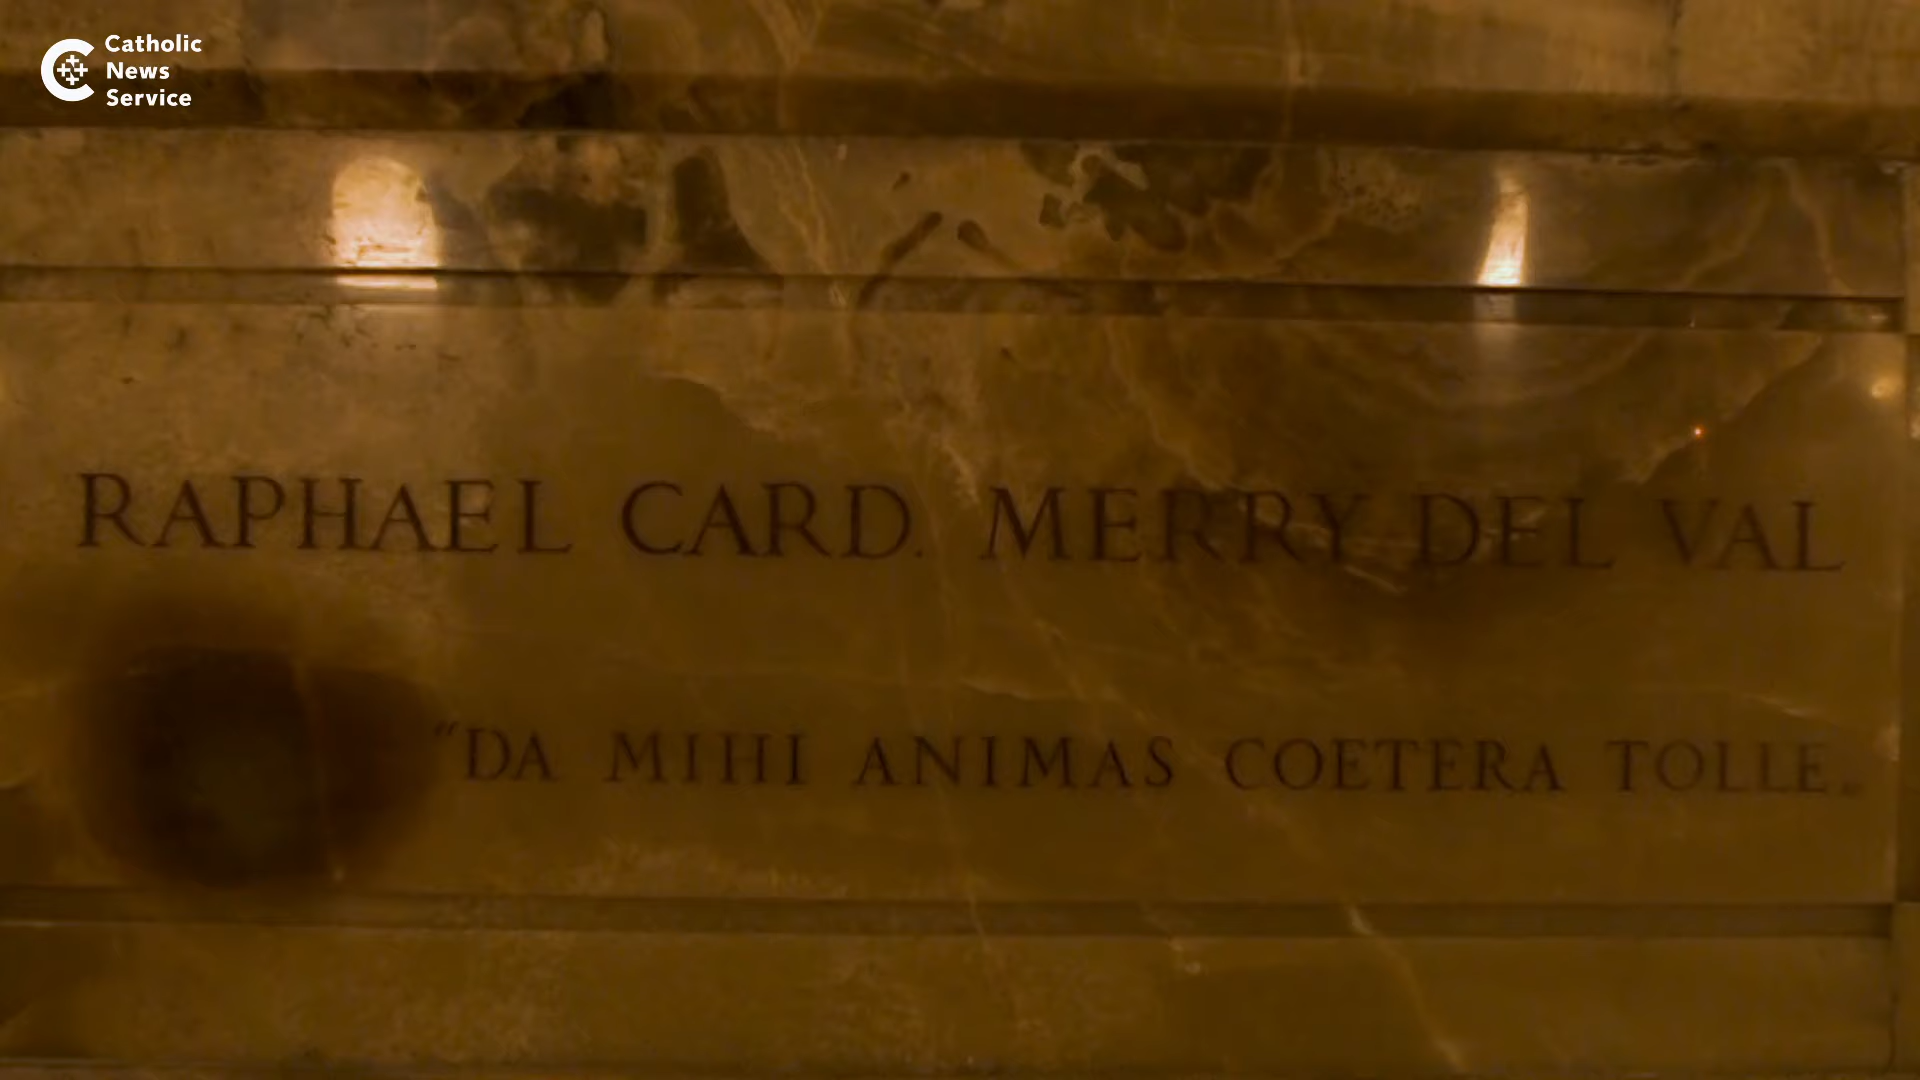 Catholic
News
Service
RAPHAEL CARD. MERRY DEL VAL
"DA MIHI ANIMAS COETERA TOLLE„